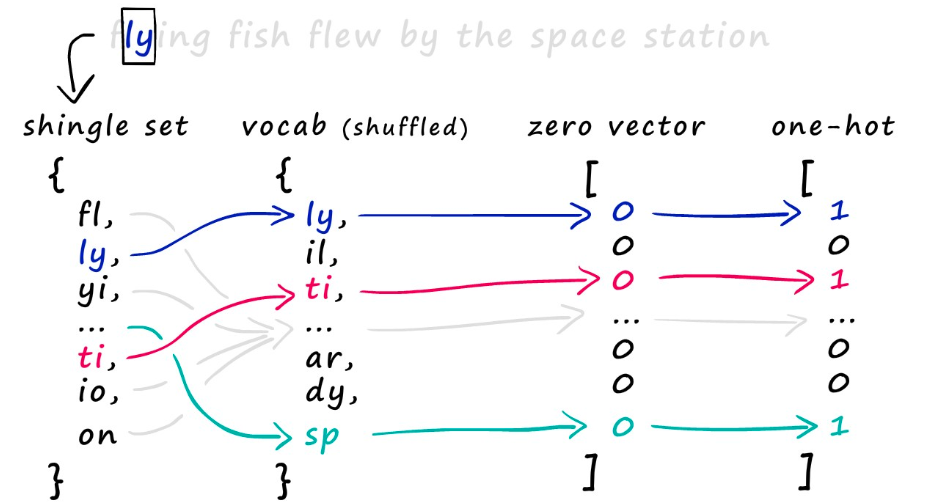 flying fish flew by the space station
shingle set vocab (shuffled) zero vector one-hot
{ { [ [
fl, ly, 0 1
ly, il, 0 0
yi, ti, 0 1
... ... ... ...
ti, ar, 0 0
io, dy, 0 0
on sp 0 1
} } ] ]